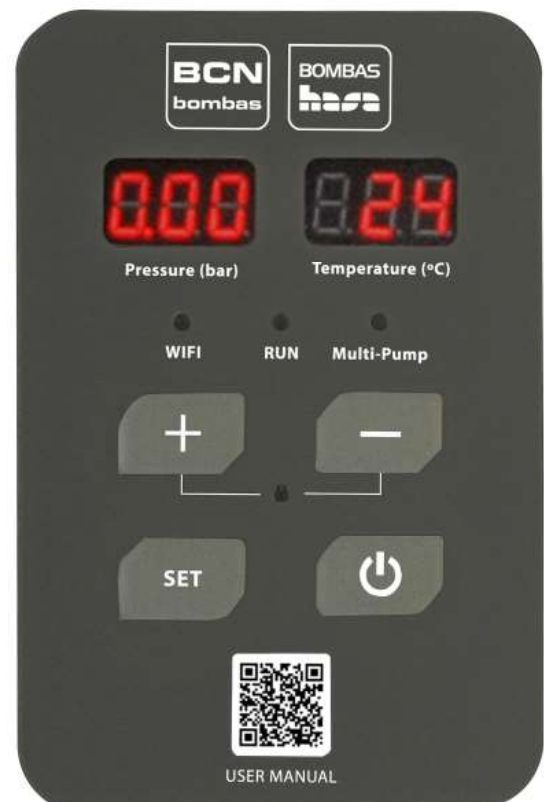 BCN
bombas
BOMBAS
hasa
0.00
24
Pressure (bar)
Temperature (ºC)
WIFI
RUN
Multi-Pump
+
−
SET
USER MANUAL